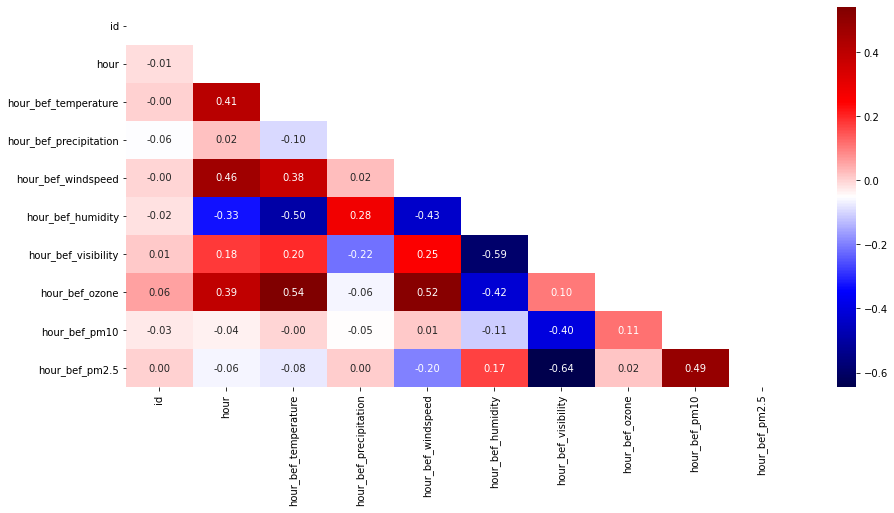 id
hour -0.01
hour_bef_temperature -0.00 0.41
hour_bef_precipitation -0.06 0.02 -0.10
hour_bef_windspeed -0.00 0.46 0.38 0.02
hour_bef_humidity -0.02 -0.33 -0.50 0.28 -0.43
hour_bef_visibility 0.01 0.18 0.20 -0.22 0.25 -0.59
hour_bef_ozone 0.06 0.39 0.54 -0.06 0.52 -0.42 0.10
hour_bef_pm10 -0.03 -0.04 -0.00 -0.05 0.01 -0.11 -0.40 0.11
hour_bef_pm2.5 0.00 -0.06 -0.08 0.00 -0.20 0.17 -0.64 0.02 0.49
id
hour
hour_bef_temperature
hour_bef_precipitation
hour_bef_windspeed
hour_bef_humidity
hour_bef_visibility
hour_bef_ozone
hour_bef_pm10
hour_bef_pm2.5
0.4
0.2
0.0
−0.2
−0.4
−0.6